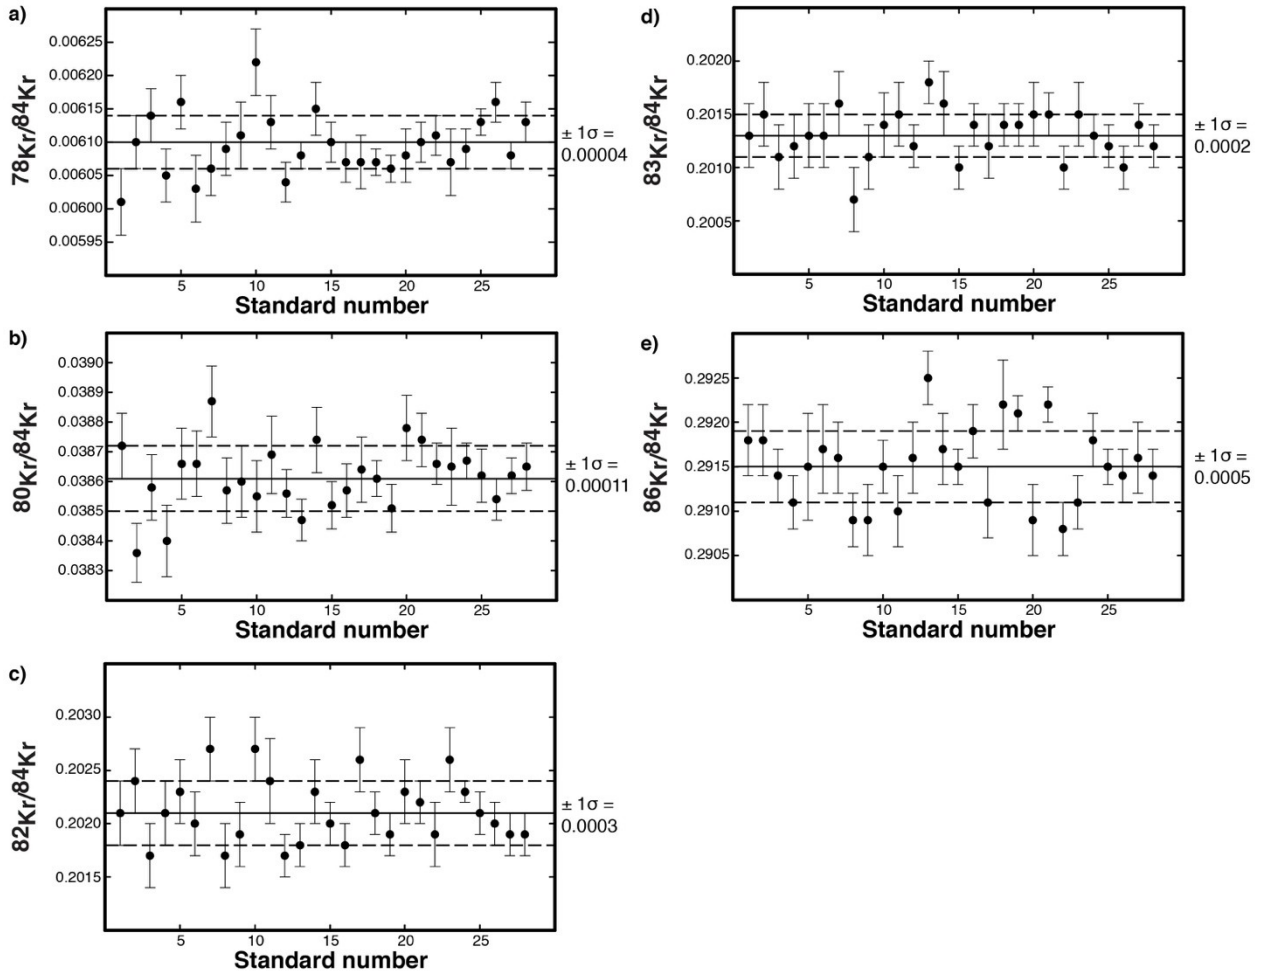 a)
78Kr/84Kr
0.00625
0.00620
0.00615
0.00610
0.00605
0.00600
0.00595
± 1σ =
0.00004
5 10 15 20 25
Standard number
b)
80Kr/84Kr
0.0390
0.0389
0.0388
0.0387
0.0386
0.0385
0.0384
0.0383
± 1σ =
0.00011
5 10 15 20 25
Standard number
c)
82Kr/84Kr
0.2030
0.2025
0.2020
0.2015
± 1σ =
0.0003
5 10 15 20 25
Standard number
d)
83Kr/84Kr
0.2020
0.2015
0.2010
0.2005
± 1σ =
0.0002
5 10 15 20 25
Standard number
e)
86Kr/84Kr
0.2925
0.2920
0.2915
0.2910
0.2905
± 1σ =
0.0005
5 10 15 20 25
Standard number